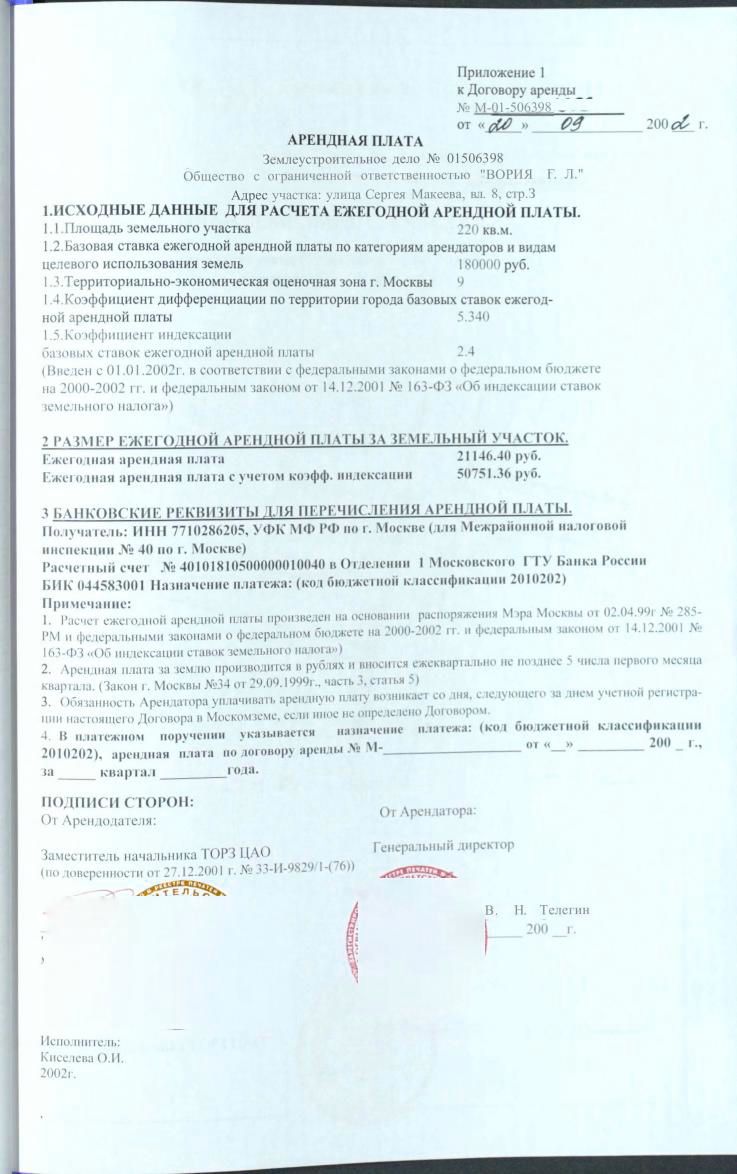 Приложение 1
к Договору аренды
№ М-01-506398
от «20» 09 2002 г.
АРЕНДНАЯ ПЛАТА
Землеустроительное дело № 01506398
Общество с ограниченной ответственностью "ВОРИЯ Г. Л."
Адрес участка: улица Сергея Макеева, вл. 8, стр.3
1.ИСХОДНЫЕ ДАННЫЕ ДЛЯ РАСЧЕТА ЕЖЕГОДНОЙ АРЕНДНОЙ ПЛАТЫ.
1.1.Площадь земельного участка 220 кв.м.
1.2.Базовая ставка ежегодной арендной платы по категориям арендаторов и видам
целевого использования земель 180000 руб.
1.3.Территориально-экономическая оценочная зона г. Москвы 9
1.4.Коэффициент дифференциации по территории города базовых ставок ежегод-
ной арендной платы 5.340
1.5.Коэффициент индексации
базовых ставок ежегодной арендной платы 2.4
(Введен с 01.01.2002г. в соответствии с федеральными законами о федеральном бюджете
на 2000-2002 гг. и федеральным законом от 14.12.2001 № 163-ФЗ «Об индексации ставок
земельного налога»)
2 РАЗМЕР ЕЖЕГОДНОЙ АРЕНДНОЙ ПЛАТЫ ЗА ЗЕМЕЛЬНЫЙ УЧАСТОК.
Ежегодная арендная плата 21146.40 руб.
Ежегодная арендная плата с учетом коэфф. индексации 50751.36 руб.
3 БАНКОВСКИЕ РЕКВИЗИТЫ ДЛЯ ПЕРЕЧИСЛЕНИЯ АРЕНДНОЙ ПЛАТЫ.
Получатель: ИНН 7710286205, УФК МФ РФ по г. Москве (для Межрайонной налоговой
инспекции № 40 по г. Москве)
Расчетный счет № 40101810500000010040 в Отделении 1 Московского ГТУ Банка России
БИК 044583001 Назначение платежа: (код бюджетной классификации 2010202)
Примечание:
1. Расчет ежегодной арендной платы произведен на основании распоряжения Мэра Москвы от 02.04.99г № 285-
РМ и федеральными законами о федеральном бюджете на 2000-2002 гг. и федеральным законом от 14.12.2001 №
163-ФЗ «Об индексации ставок земельного налога»)
2. Арендная плата за землю производится в рублях и вносится ежеквартально не позднее 5 числа первого месяца
квартала. (Закон г. Москвы №34 от 29.09.1999г., часть 3, статья 5)
3. Обязанность Арендатора уплачивать арендную плату возникает со дня, следующего за днем учетной регистра-
ции настоящего Договора в Москомземе, если иное не определено Договором.
4. В платежном поручении указывается назначение платежа: (код бюджетной классификации
2010202), арендная плата по договору аренды № М-____________________ от «__» __________ 200 _ г.,
за _____ квартал __________года.
ПОДПИСИ СТОРОН:
От Арендодателя:
От Арендатора:
Заместитель начальника ТОРЗ ЦАО
(по доверенности от 27.12.2001 г. № 33-И-9829/1-(76))
Генеральный директор
В. Н. Телегин
_____ 200 __г.
Исполнитель:
Киселева О.И.
2002г.